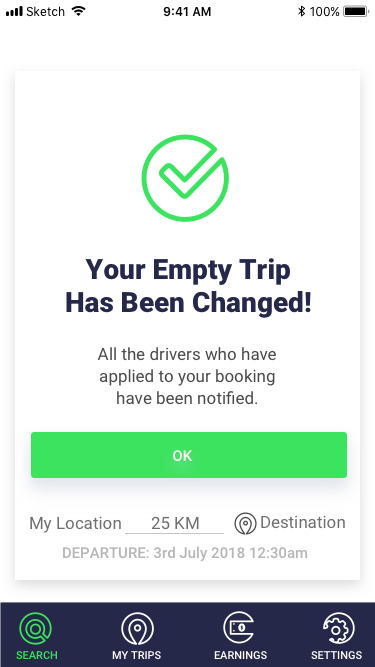 Sketch 9:41 AM 100%
Your Empty Trip
Has Been Changed!
All the drivers who have
applied to your booking
have been notified.
OK
My Location 25 KM Destination
DEPARTURE: 3rd July 2018 12:30am
SEARCH MY TRIPS EARNINGS SETTINGS